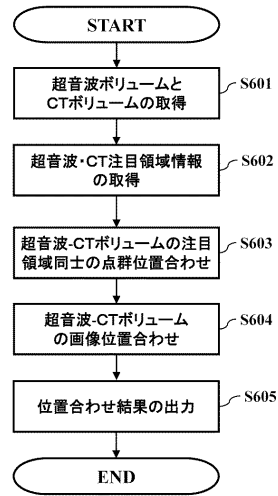 START
超音波ボリュームと
CTボリュームの取得
S601
超音波・CT注目領域情報
の取得
S602
超音波-CTボリュームの注目
領域同士の点群位置合わせ
S603
超音波-CTボリューム
の画像位置合わせ
S604
位置合わせ結果の出力
S605
END